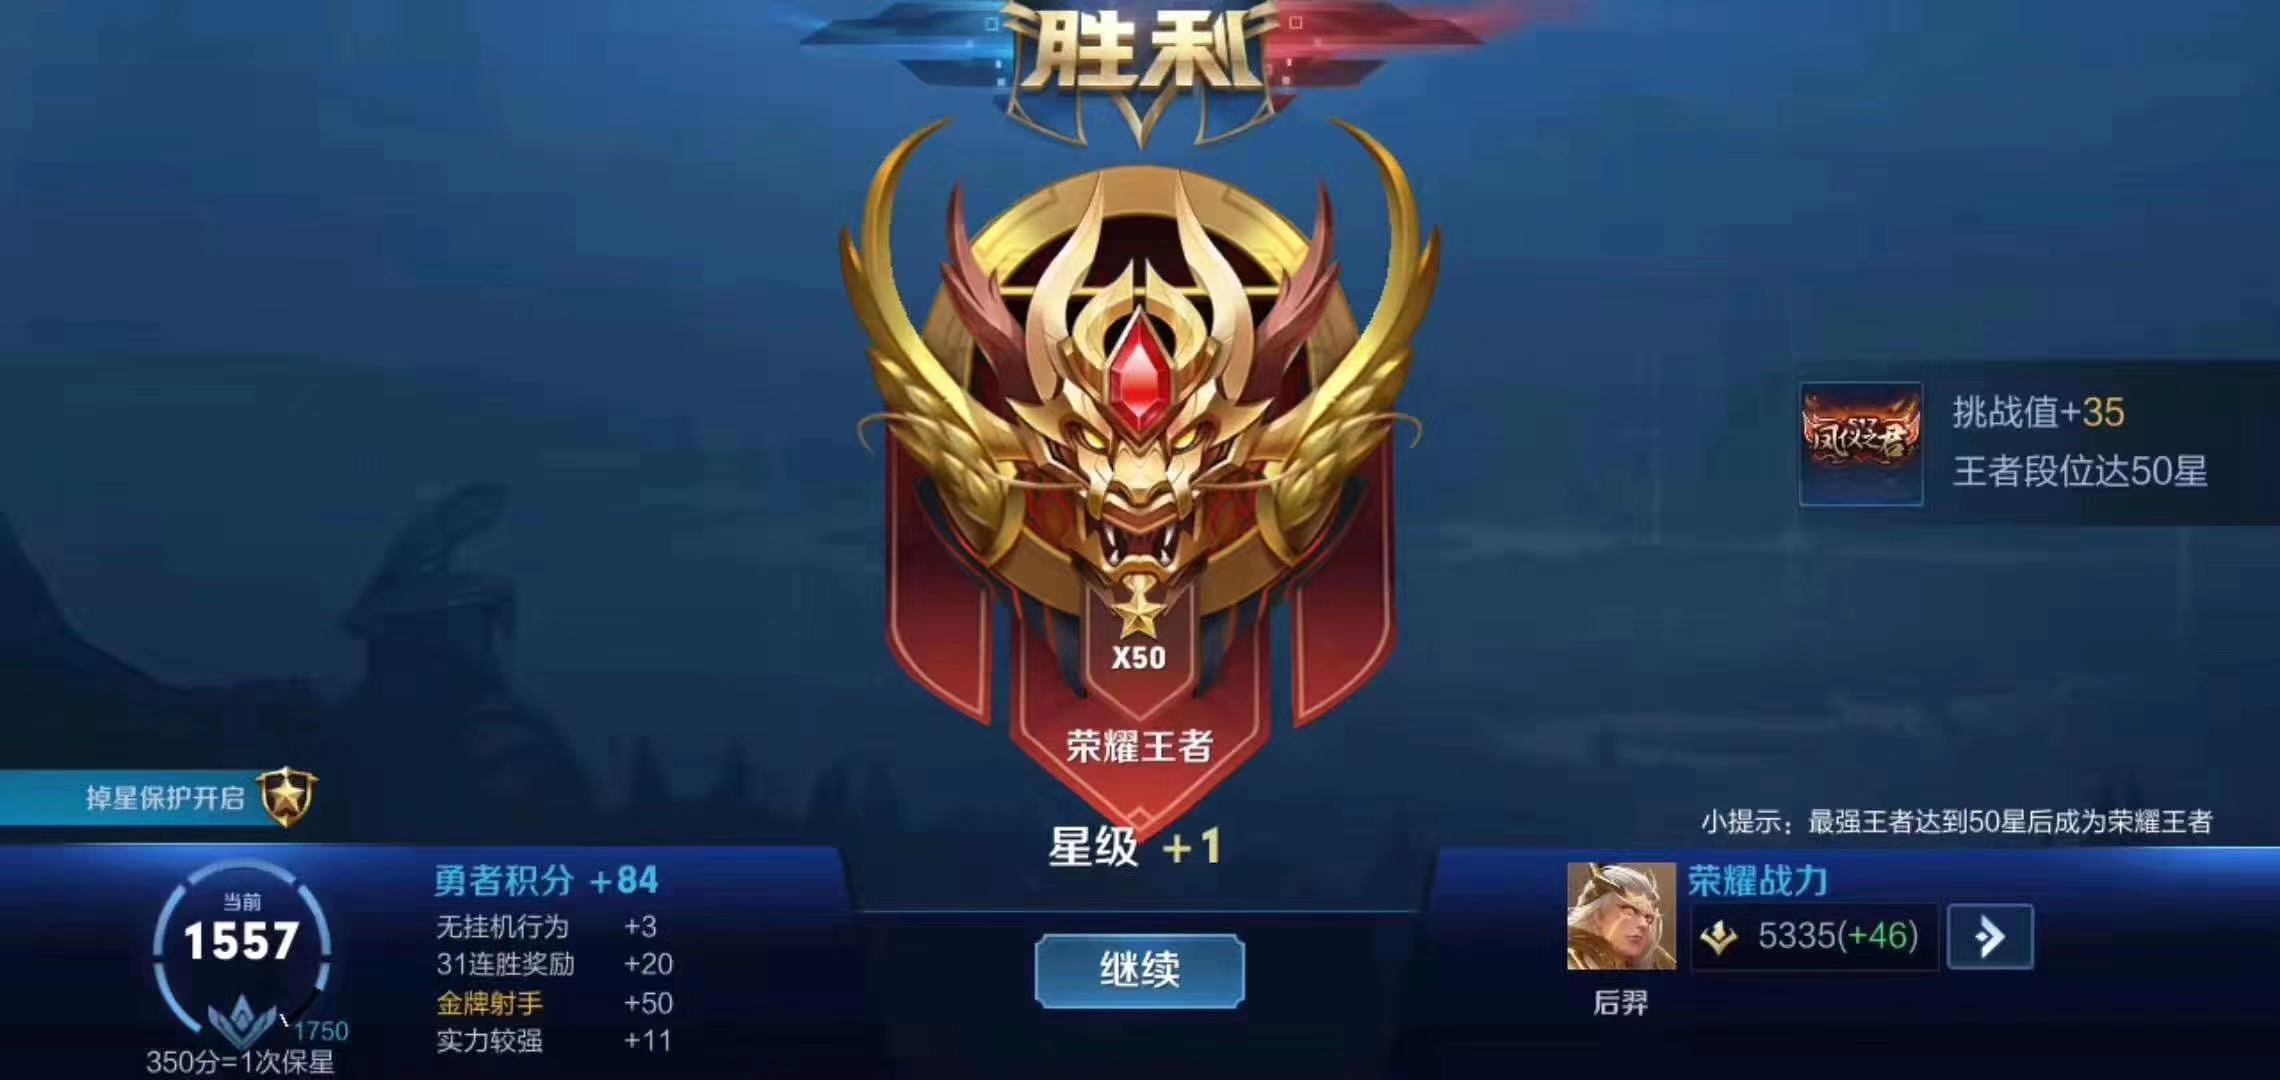 胜利
S17
凤仪之君
挑战值+35
王者段位达50星
X50
荣耀王者
星级 +1
继续
掉星保护开启
当前
1557
1750
350分=1次保星
勇者积分 +84
无挂机行为 +3
31连胜奖励 +20
金牌射手 +50
实力较强 +11
小提示：最强王者达到50星后成为荣耀王者
荣耀战力
5335(+46)
后羿